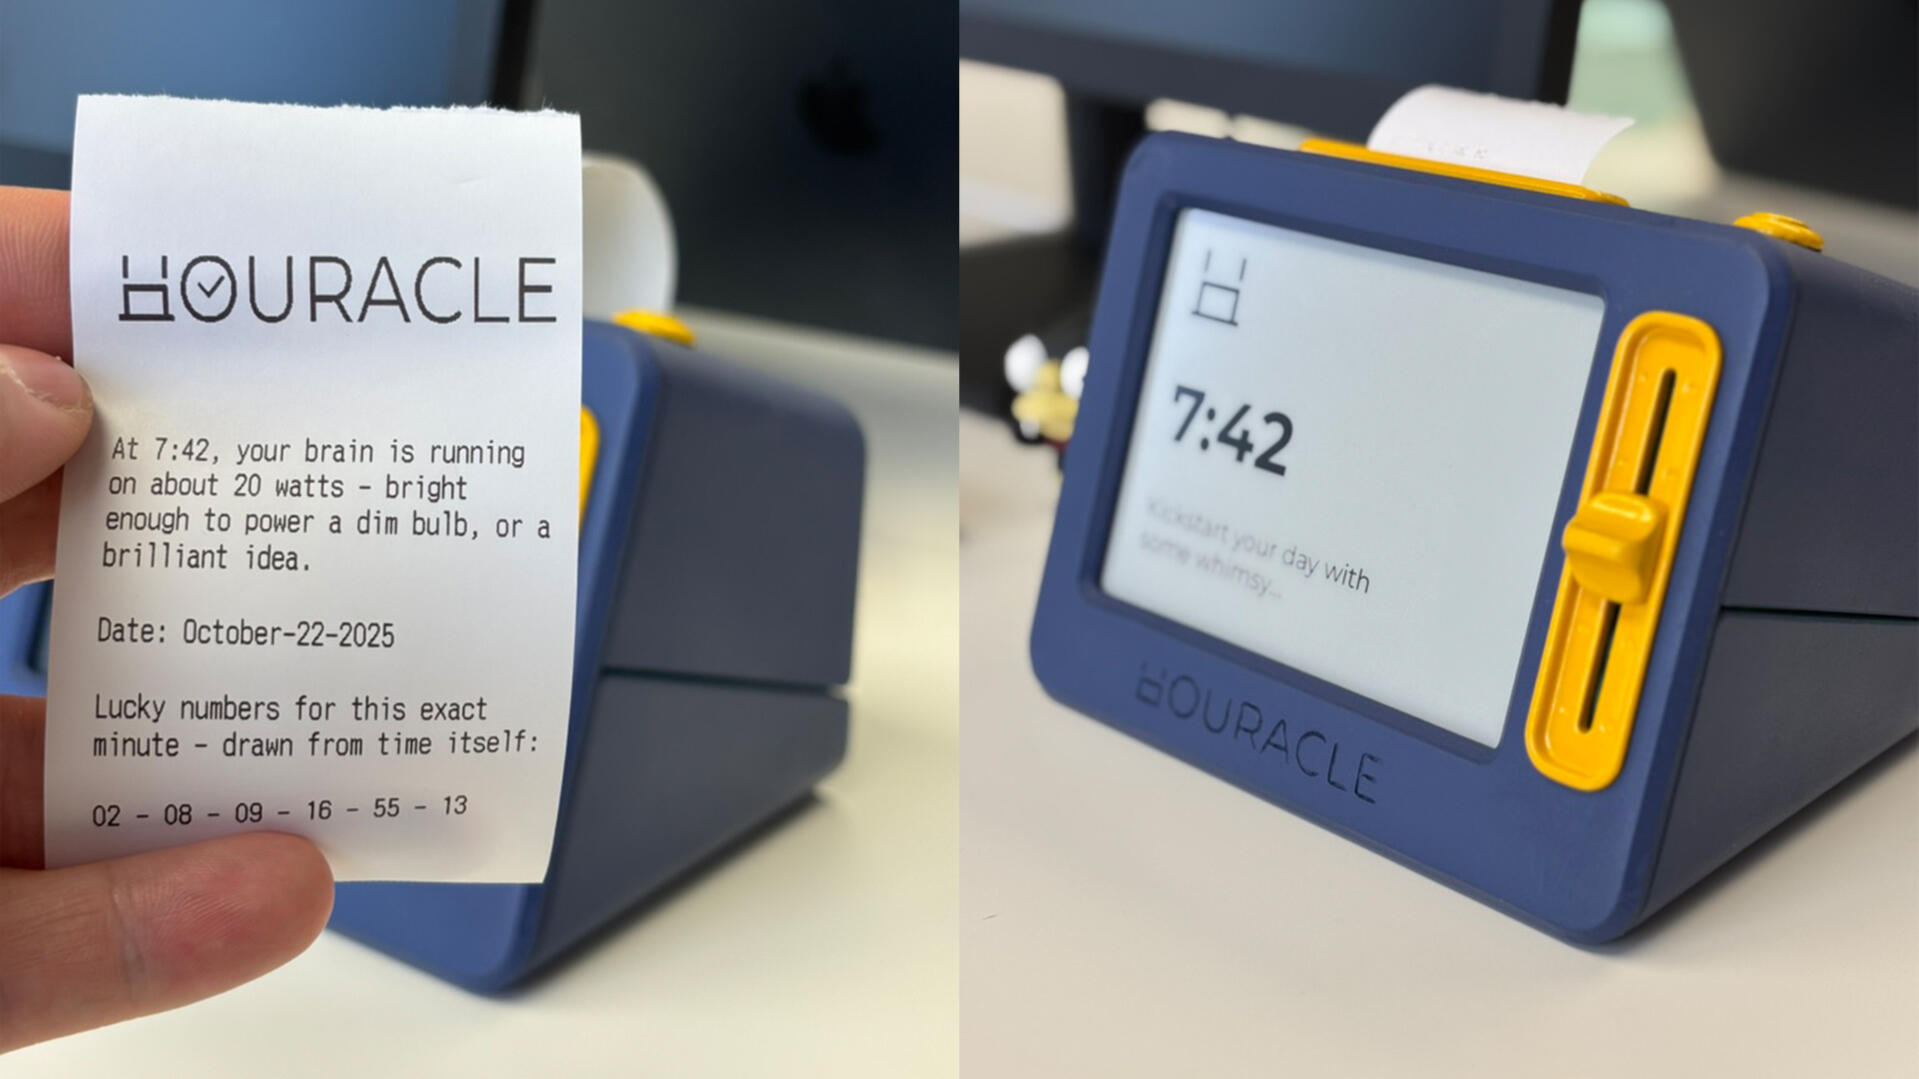 HOURACLE
At 7:42, your brain is running
on about 20 watts – bright
enough to power a dim bulb, or a
brilliant idea.
Date: October-22-2025
Lucky numbers for this exact
minute – drawn from time itself:
02 – 08 – 09 – 16 – 55 – 13
7:42
Kickstart your day with
some whimsy...
HOURACLE